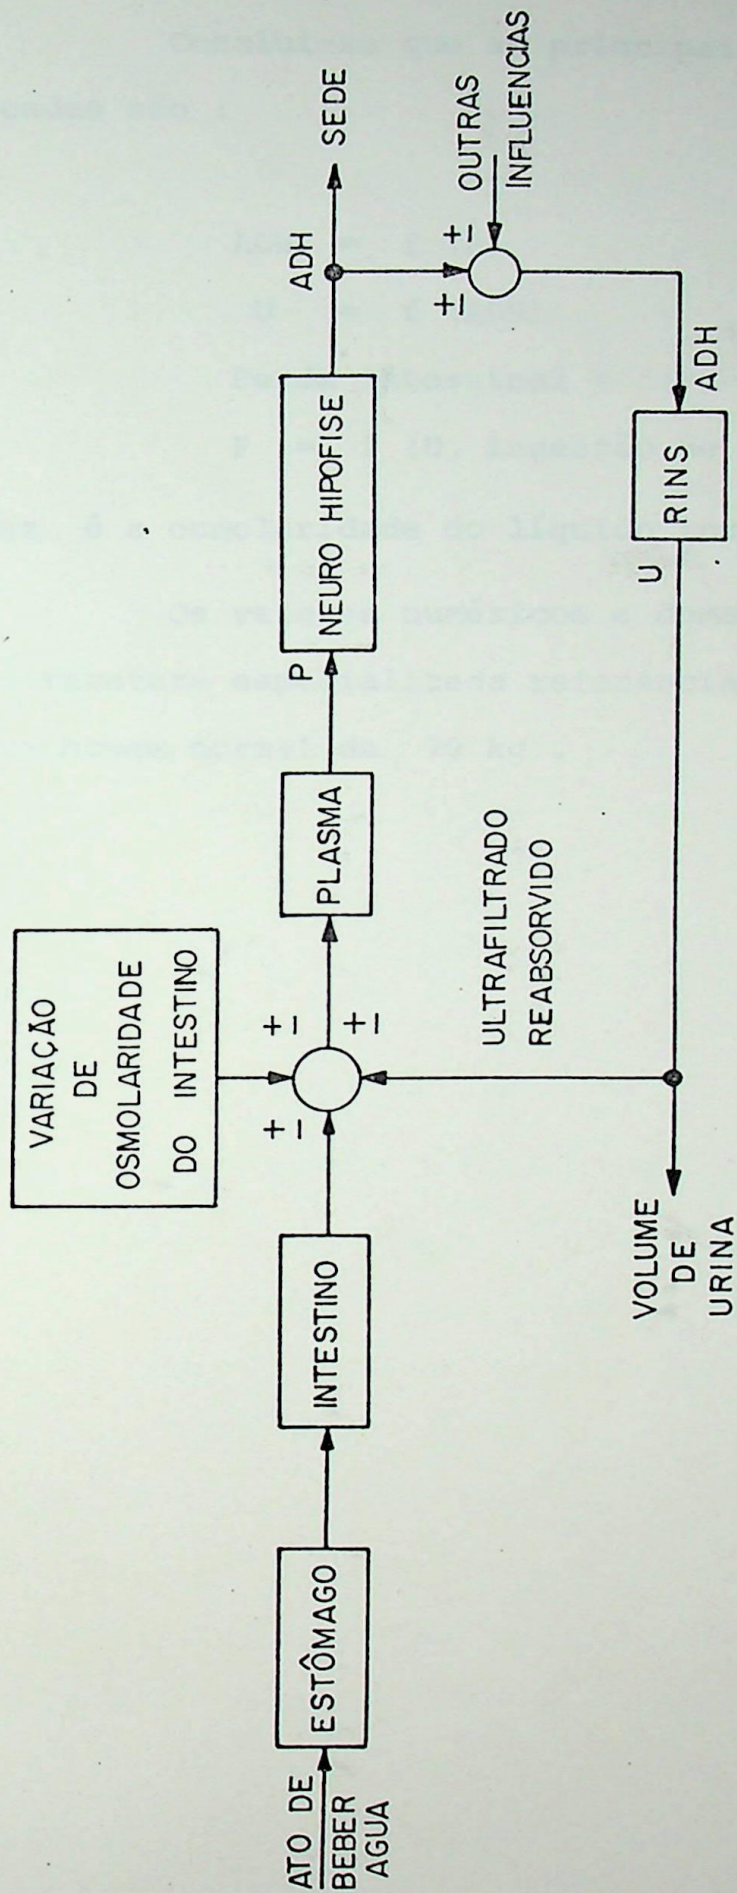 ATO DE
BEBER
AGUA
ESTÔMAGO
INTESTINO
VARIAÇÃO
DE
OSMOLARIDADE
DO INTESTINO
+
-
+
-
+
-
PLASMA
P
NEURO HIPOFISE
ADH
SEDE
+
-
+
-
OUTRAS
INFLUENCIAS
ADH
RINS
U
ULTRAFILTRADO
REABSORVIDO
VOLUME
DE
URINA